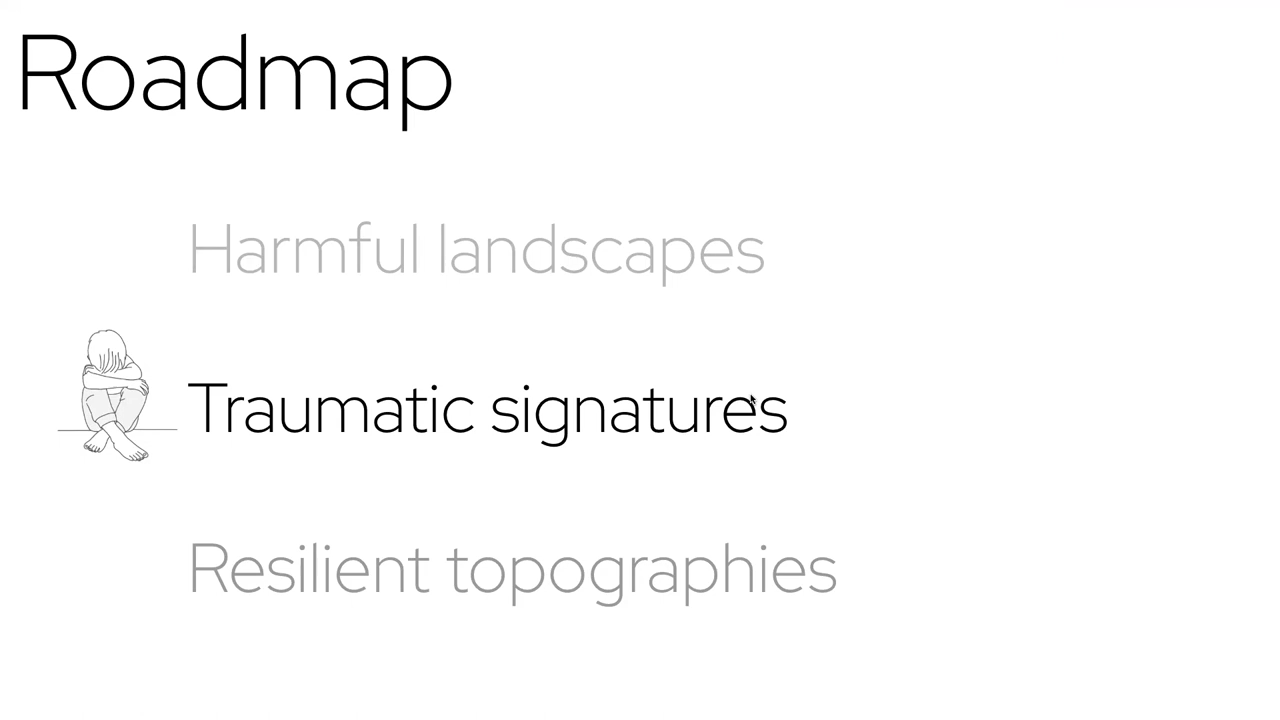 Roadmap
Harmful landscapes
Traumatic signatures
Resilient topographies